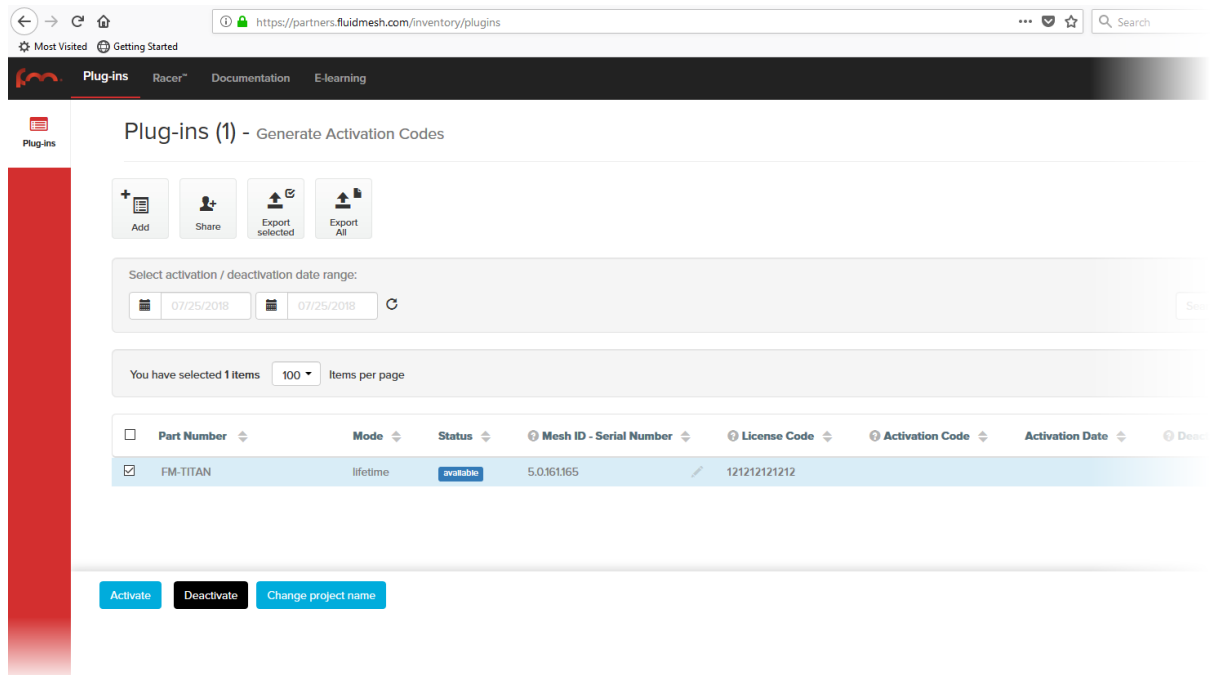 https://partners.fluidmesh.com/inventory/plugins
Search
Most Visited Getting Started
fm. Plug-ins Racer™ Documentation E-learning
Plug-ins
Plug-ins (1) - Generate Activation Codes
Add
Share
Export selected
Export All
Select activation / deactivation date range:
07/25/2018 07/25/2018
You have selected 1 items 100 Items per page
Part Number Mode Status Mesh ID - Serial Number License Code Activation Code Activation Date
FM-TITAN lifetime available 5.0.161.165 121212121212
Activate Deactivate Change project name